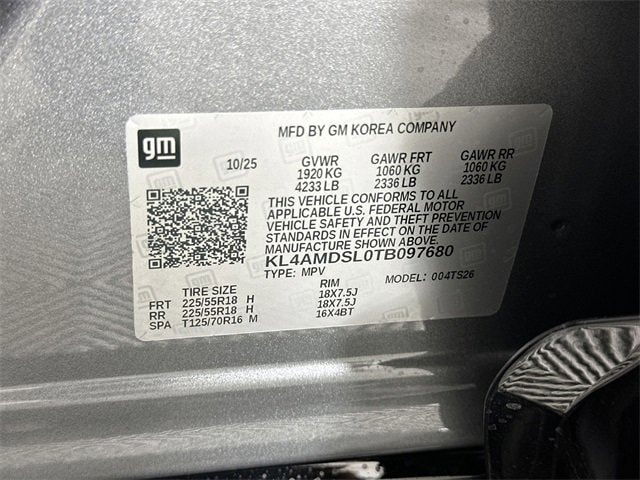 gm
MFD BY GM KOREA COMPANY
10/25 GVWR GAWR FRT GAWR RR
1920 KG 1060 KG 1060 KG
4233 LB 2336 LB 2336 LB
THIS VEHICLE CONFORMS TO ALL
APPLICABLE U.S. FEDERAL MOTOR
VEHICLE SAFETY AND THEFT PREVENTION
STANDARDS IN EFFECT ON THE DATE OF
MANUFACTURE SHOWN ABOVE.
KL4AMDSL0TB097680
TYPE: MPV MODEL: 004TS26
TIRE SIZE RIM
FRT 225/55R18 H 18X7.5J
RR 225/55R18 H 18X7.5J
SPA T125/70R16 M 16X4BT